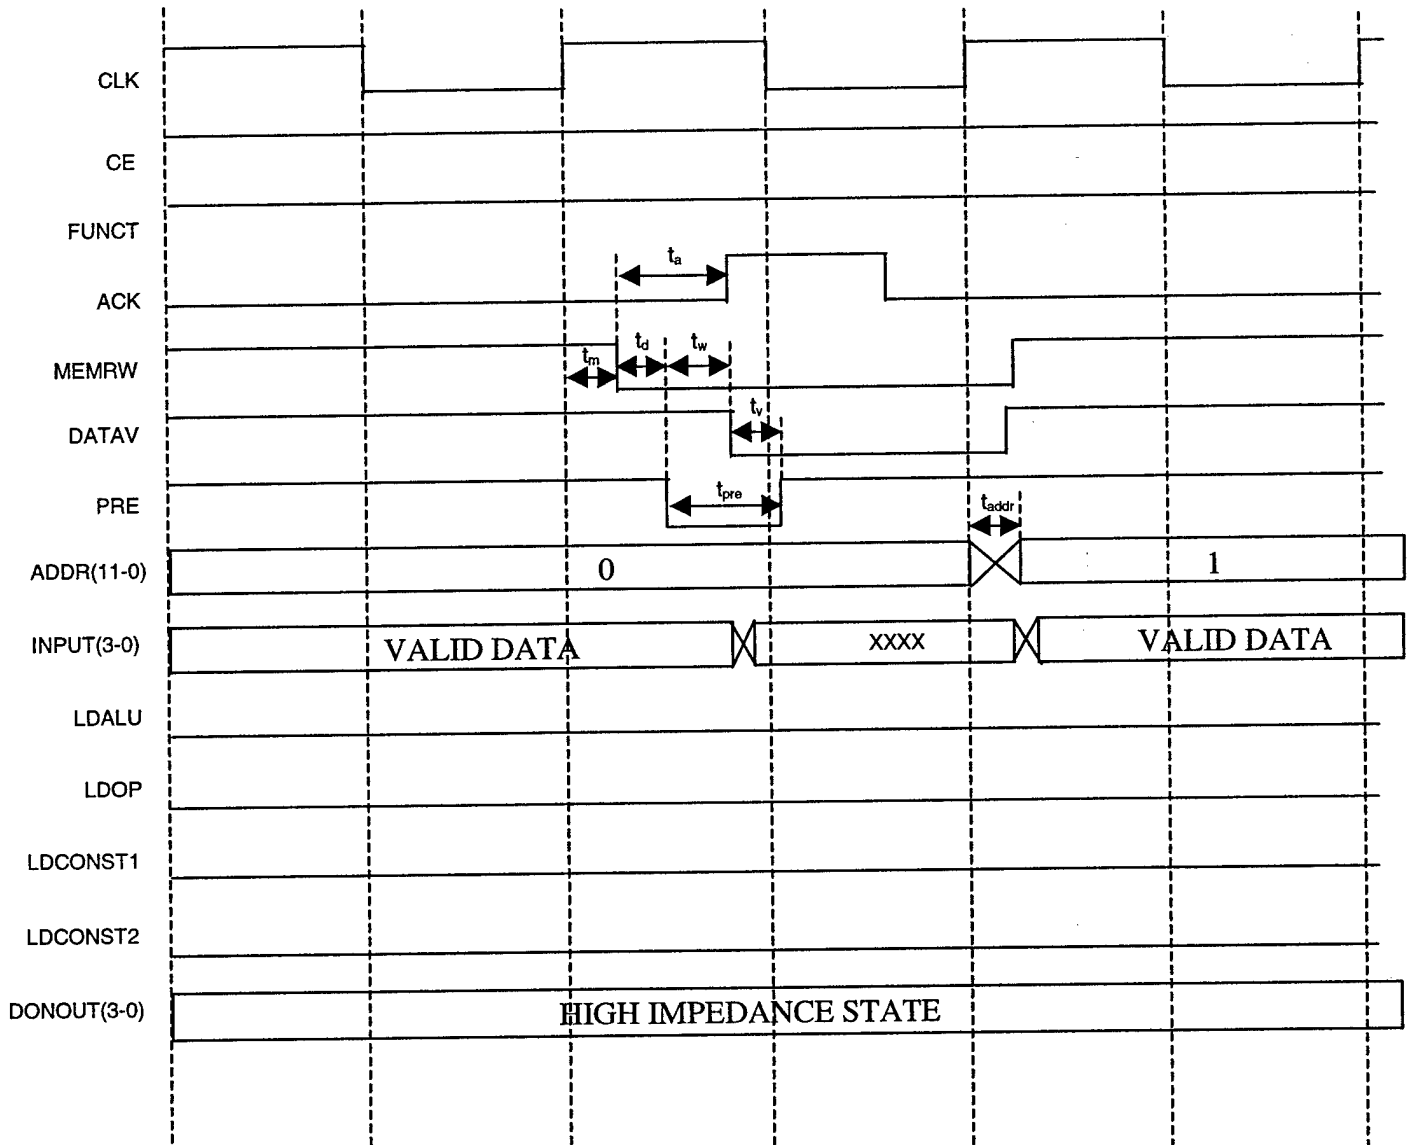 CLK
CE
FUNCT
ta
ACK
td
tw
tm
MEMRW
tv
DATAV
tpre
taddr
PRE
ADDR(11-0)
0
1
INPUT(3-0)
VALID DATA
XXXX
VALID DATA
LDALU
LDOP
LDCONST1
LDCONST2
DONOUT(3-0)
HIGH IMPEDANCE STATE